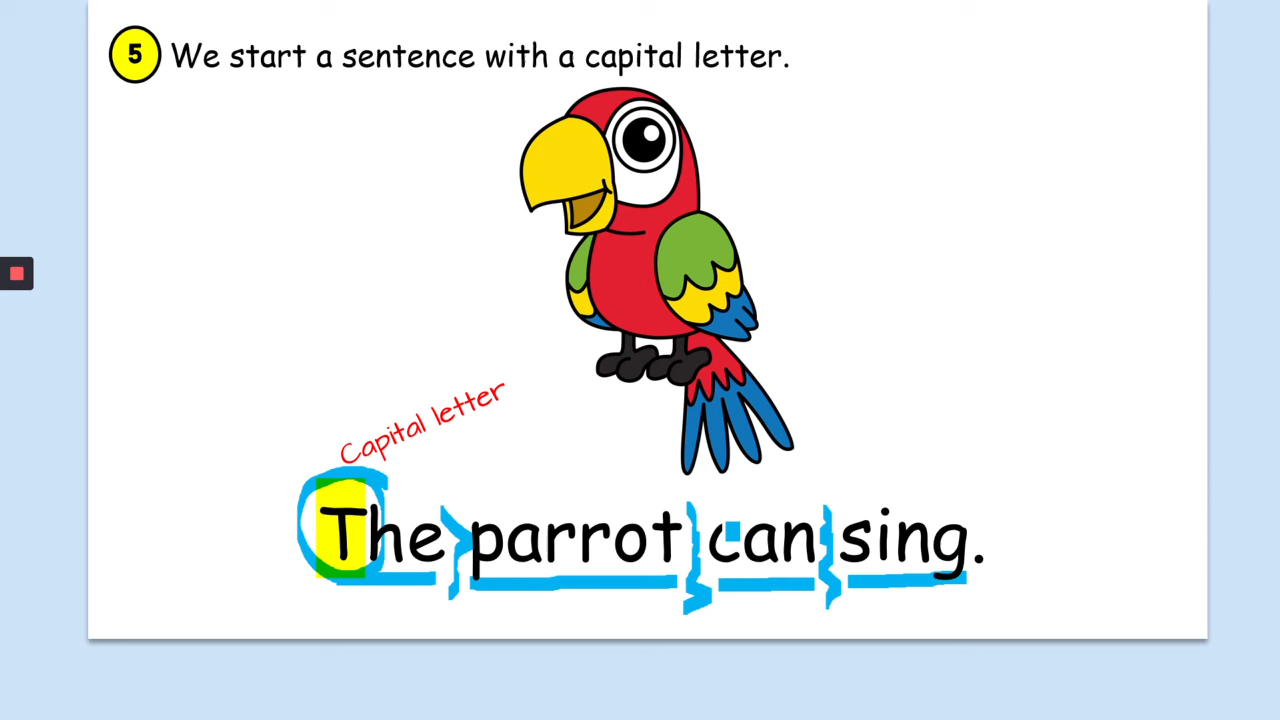 5 We start a sentence with a capital letter.
Capital letter
The parrot can sing.